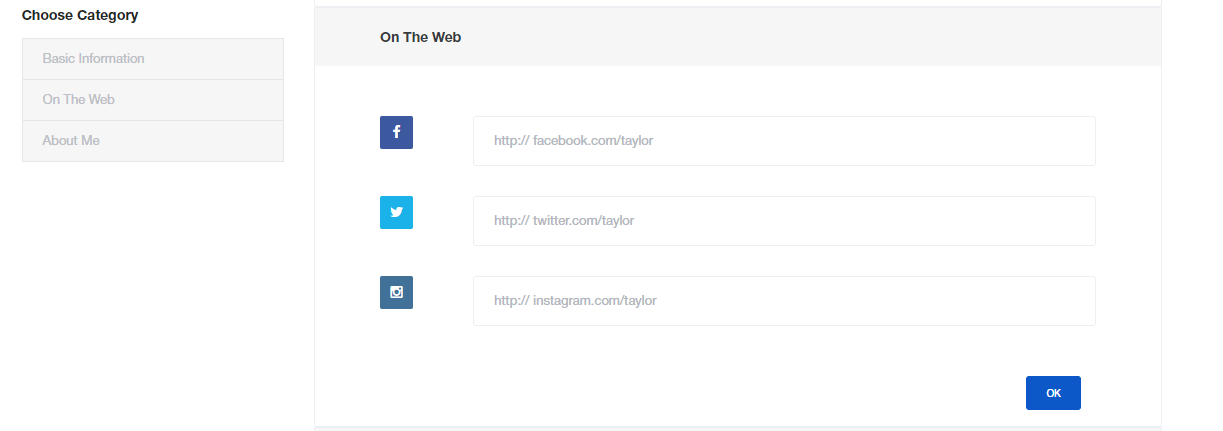 Choose Category
Basic Information
On The Web
About Me
On The Web
http:// facebook.com/taylor
http:// twitter.com/taylor
http:// instagram.com/taylor
OK